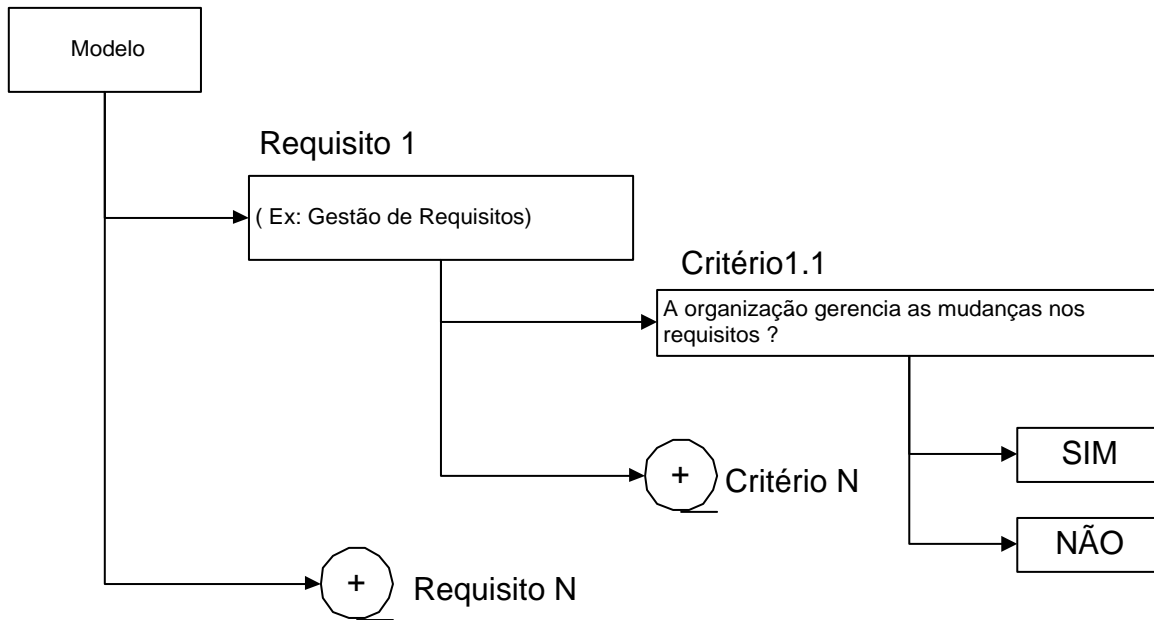 Modelo
Requisito 1
( Ex: Gestão de Requisitos)
Critério1.1
A organização gerencia as mudanças nos
requisitos ?
SIM
+
Critério N
NÃO
+
Requisito N